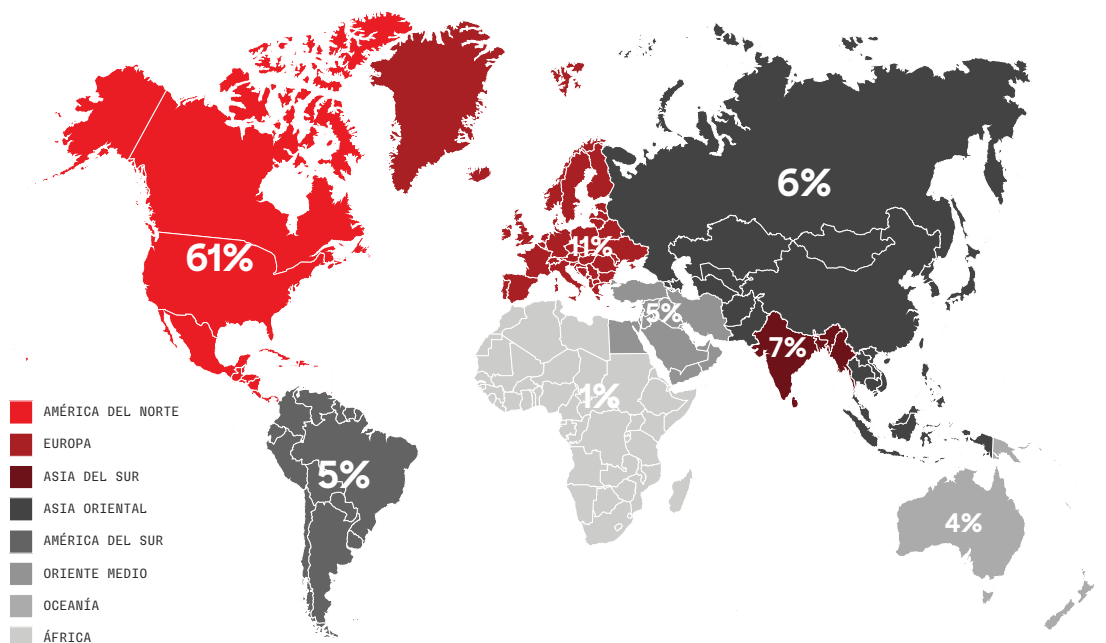 6%
11%
61%
5%
7%
1%
5%
4%
AMÉRICA DEL NORTE
EUROPA
ASIA DEL SUR
ASIA ORIENTAL
AMÉRICA DEL SUR
ORIENTE MEDIO
OCEANÍA
ÁFRICA